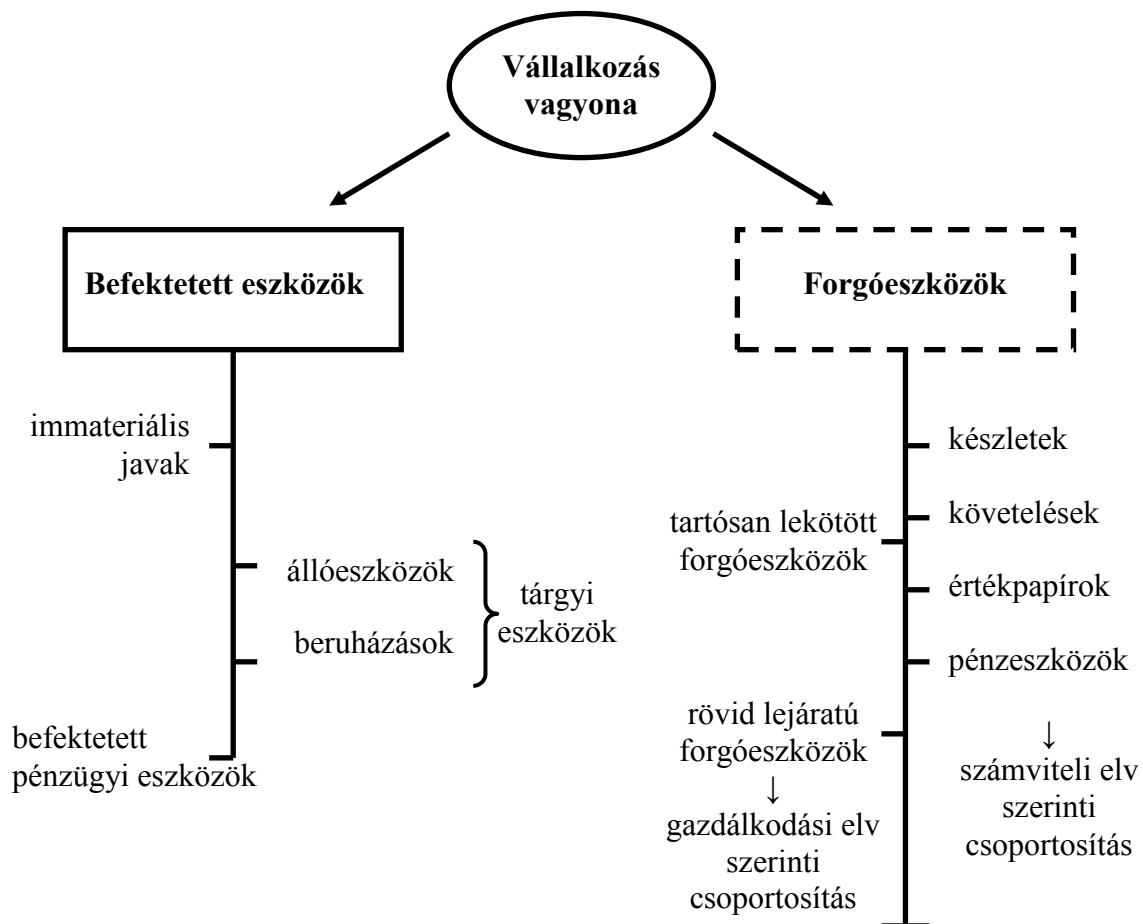 Vállalkozás
vagyona
Befektetett eszközök
Forgóeszközök
immateriális
javak
állóeszközök
beruházások
tárgyi
eszközök
befektetett
pénzügyi eszközök
tartósan lekötött
forgóeszközök
rövid lejáratú
forgóeszközök
↓
gazdálkodási elv
szerinti
csoportosítás
készletek
követelések
értékpapírok
pénzeszközök
↓
számviteli elv
szerinti
csoportosítás